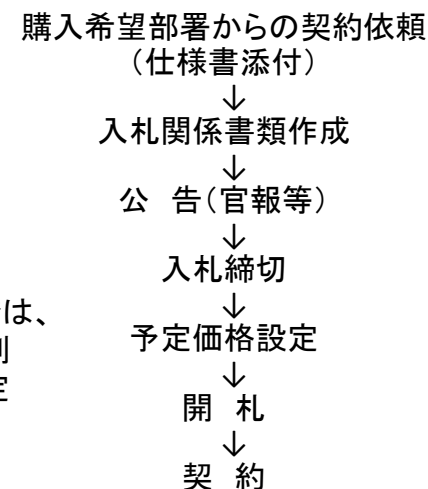 購入希望部署からの契約依頼
（仕様書添付）
↓
入札関係書類作成
↓
公　告（官報等）
↓
入札締切
↓
は、
予定価格設定
↓
開　札
↓
契　約